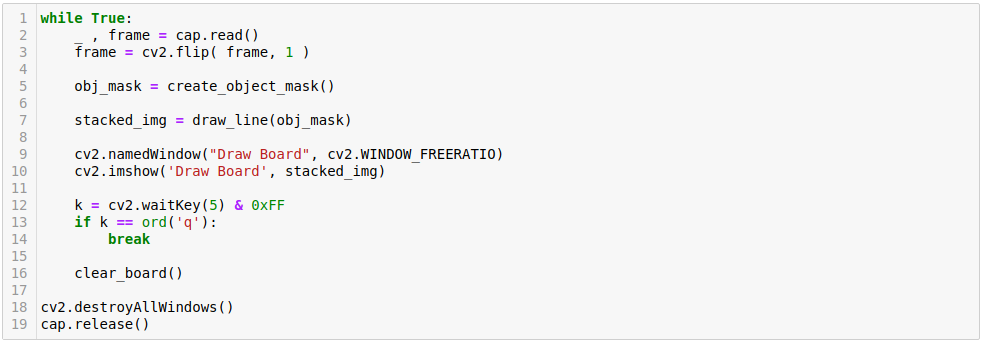 1 while True:
2     _ , frame = cap.read()
3     frame = cv2.flip( frame, 1 )
4
5     obj_mask = create_object_mask()
6
7     stacked_img = draw_line(obj_mask)
8
9     cv2.namedWindow("Draw Board", cv2.WINDOW_FREERATIO)
10     cv2.imshow('Draw Board', stacked_img)
11
12     k = cv2.waitKey(5) & 0xFF
13     if k == ord('q'):
14         break
15
16     clear_board()
17
18 cv2.destroyAllWindows()
19 cap.release()